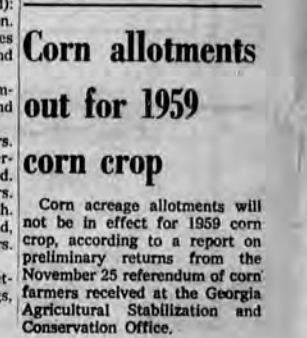 Corn allotments
out for 1959
corn crop
Corn acreage allotments will
not be in effect for 1959 corn
crop, according to a report on
preliminary returns from the
November 25 referendum of corn
farmers received at the Georgia
Agricultural Stabilization and
Conservation Office.